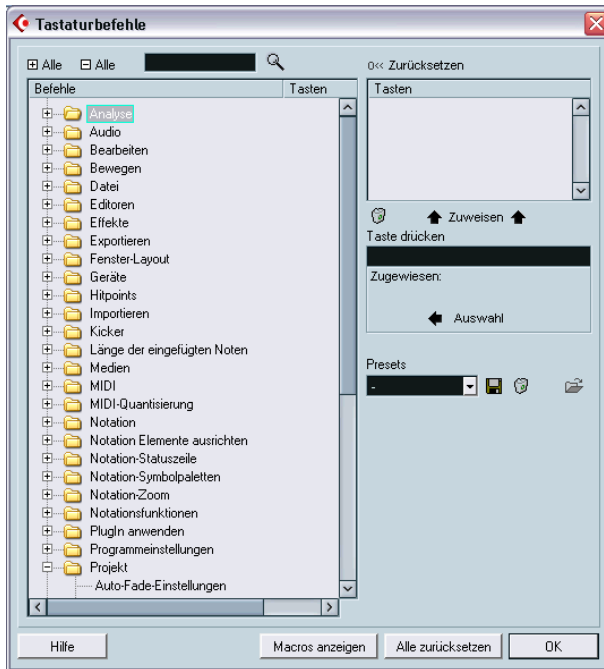 Tastaturbefehle
Alle Alle
Befehle Tasten
Analyse
Audio
Bearbeiten
Bewegen
Datei
Editoren
Effekte
Exportieren
Fenster-Layout
Geräte
Hitpoints
Importieren
Kicker
Länge der eingefügten Noten
Medien
MIDI
MIDI-Quantisierung
Notation
Notation Elemente ausrichten
Notation-Statuszeile
Notation-Symbolpaletten
Notation-Zoom
Notationsfunktionen
PlugIn anwenden
Programmeinstellungen
Projekt
Auto-Fade-Einstellungen
0<< Zurücksetzen
Tasten
Zuweisen
Taste drücken
Zugewiesen:
Auswahl
Presets
-
Hilfe Macros anzeigen Alle zurücksetzen OK